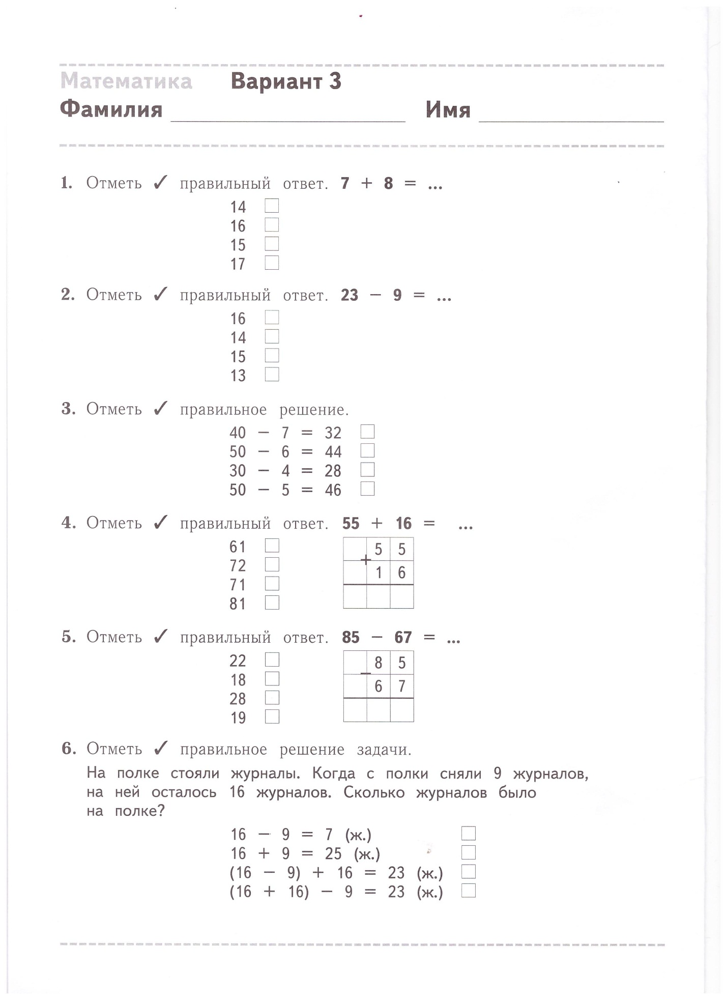 Математика Вариант 3
Фамилия Имя
1. Отметь ✓ правильный ответ. 7 + 8 = ...
14
16
15
17
2. Отметь ✓ правильный ответ. 23 − 9 = ...
16
14
15
13
3. Отметь ✓ правильное решение.
40 − 7 = 32
50 − 6 = 44
30 − 4 = 28
50 − 5 = 46
4. Отметь ✓ правильный ответ. 55 + 16 = ...
61
72
71
81
5 5
+
1 6
5. Отметь ✓ правильный ответ. 85 − 67 = ...
22
18
28
19
8 5
−
6 7
6. Отметь ✓ правильное решение задачи.
На полке стояли журналы. Когда с полки сняли 9 журналов,
на ней осталось 16 журналов. Сколько журналов было
на полке?
16 − 9 = 7 (ж.)
16 + 9 = 25 (ж.)
(16 − 9) + 16 = 23 (ж.)
(16 + 16) − 9 = 23 (ж.)